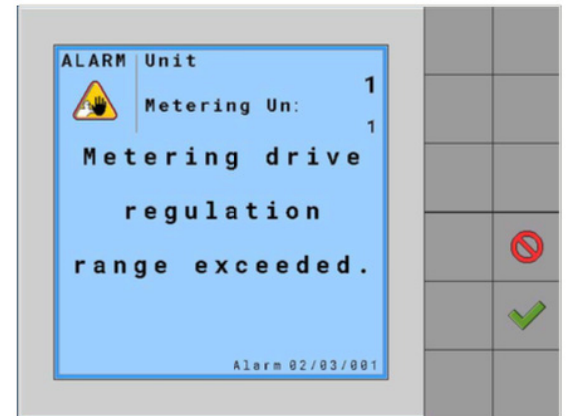 ALARM Unit
1
Metering Un:
1
Metering drive
regulation
range exceeded.
Alarm 02/03/001